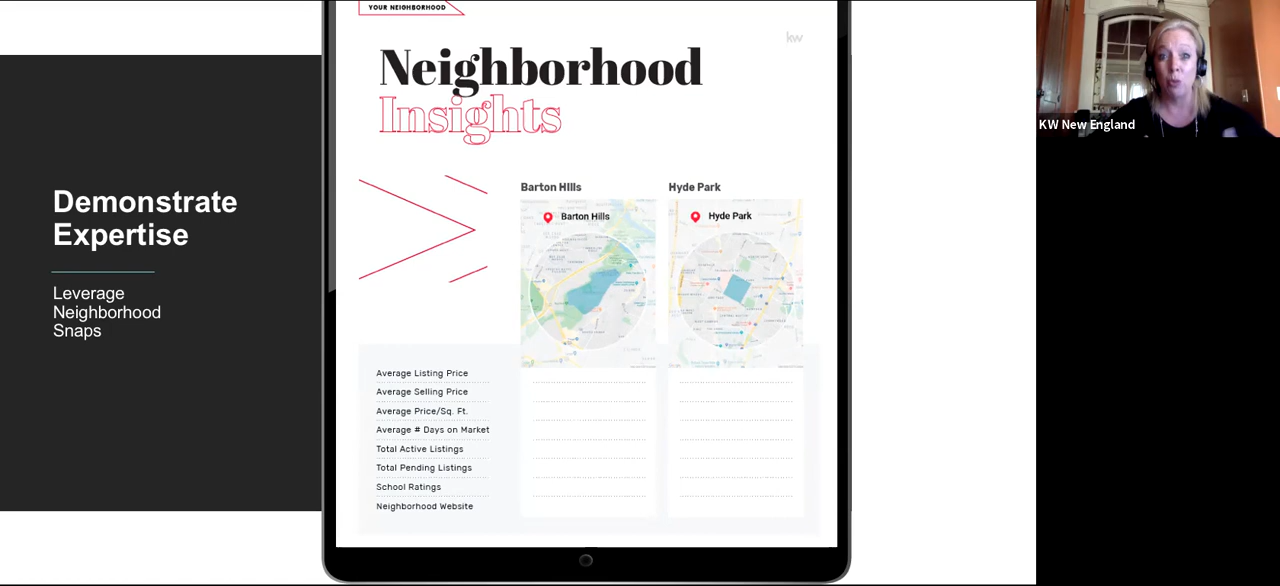 YOUR NEIGHBORHOOD
kw
Neighborhood
Insights
Demonstrate
Expertise
Leverage
Neighborhood
Snaps
Barton HIlls
Hyde Park
Barton Hills
Hyde Park
Average Listing Price
Average Selling Price
Average Price/Sq. Ft.
Average # Days on Market
Total Active Listings
Total Pending Listings
School Ratings
Neighborhood Website
KW New England